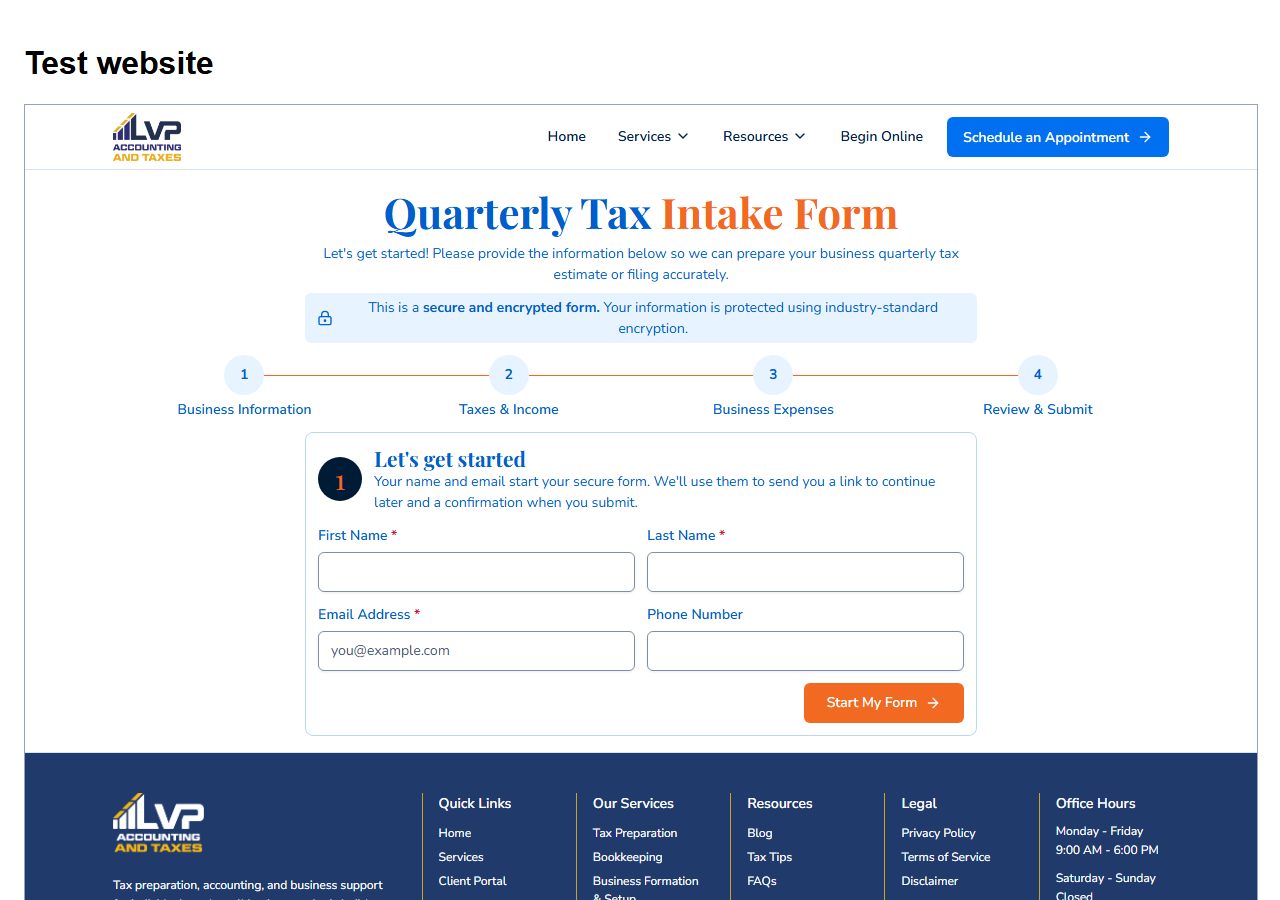 Test website
LVP
ACCOUNTING
AND TAXES
Home Services Resources Begin Online Schedule an Appointment
Quarterly Tax Intake Form
Let's get started! Please provide the information below so we can prepare your business quarterly tax
estimate or filing accurately.
This is a secure and encrypted form. Your information is protected using industry-standard
encryption.
1 2 3 4
Business Information Taxes & Income Business Expenses Review & Submit
1
Let's get started
Your name and email start your secure form. We'll use them to send you a link to continue
later and a confirmation when you submit.
First Name * Last Name *
Email Address * Phone Number
you@example.com
Start My Form
LVP
ACCOUNTING
AND TAXES
Tax preparation, accounting, and business support
Quick Links
Home
Services
Client Portal
Our Services
Tax Preparation
Bookkeeping
Business Formation
& Setup
Resources
Blog
Tax Tips
FAQs
Legal
Privacy Policy
Terms of Service
Disclaimer
Office Hours
Monday - Friday
9:00 AM - 6:00 PM
Saturday - Sunday
Closed